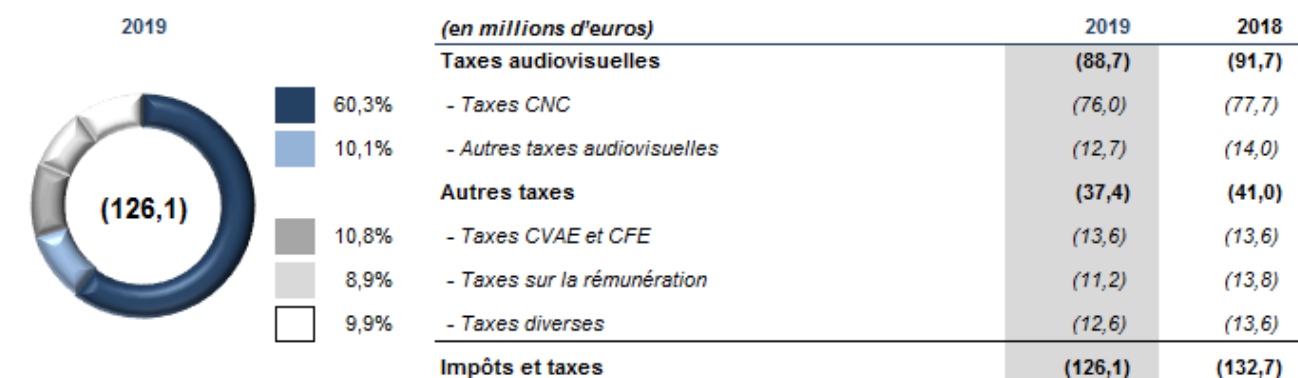 2019 (en millions d'euros) 2019 2018
Taxes audiovisuelles (88,7) (91,7)
60,3% - Taxes CNC (76,0) (77,7)
10,1% - Autres taxes audiovisuelles (12,7) (14,0)
(126,1) Autres taxes (37,4) (41,0)
10,8% - Taxes CVAE et CFE (13,6) (13,6)
8,9% - Taxes sur la rémunération (11,2) (13,8)
9,9% - Taxes diverses (12,6) (13,6)
Impôts et taxes (126,1) (132,7)